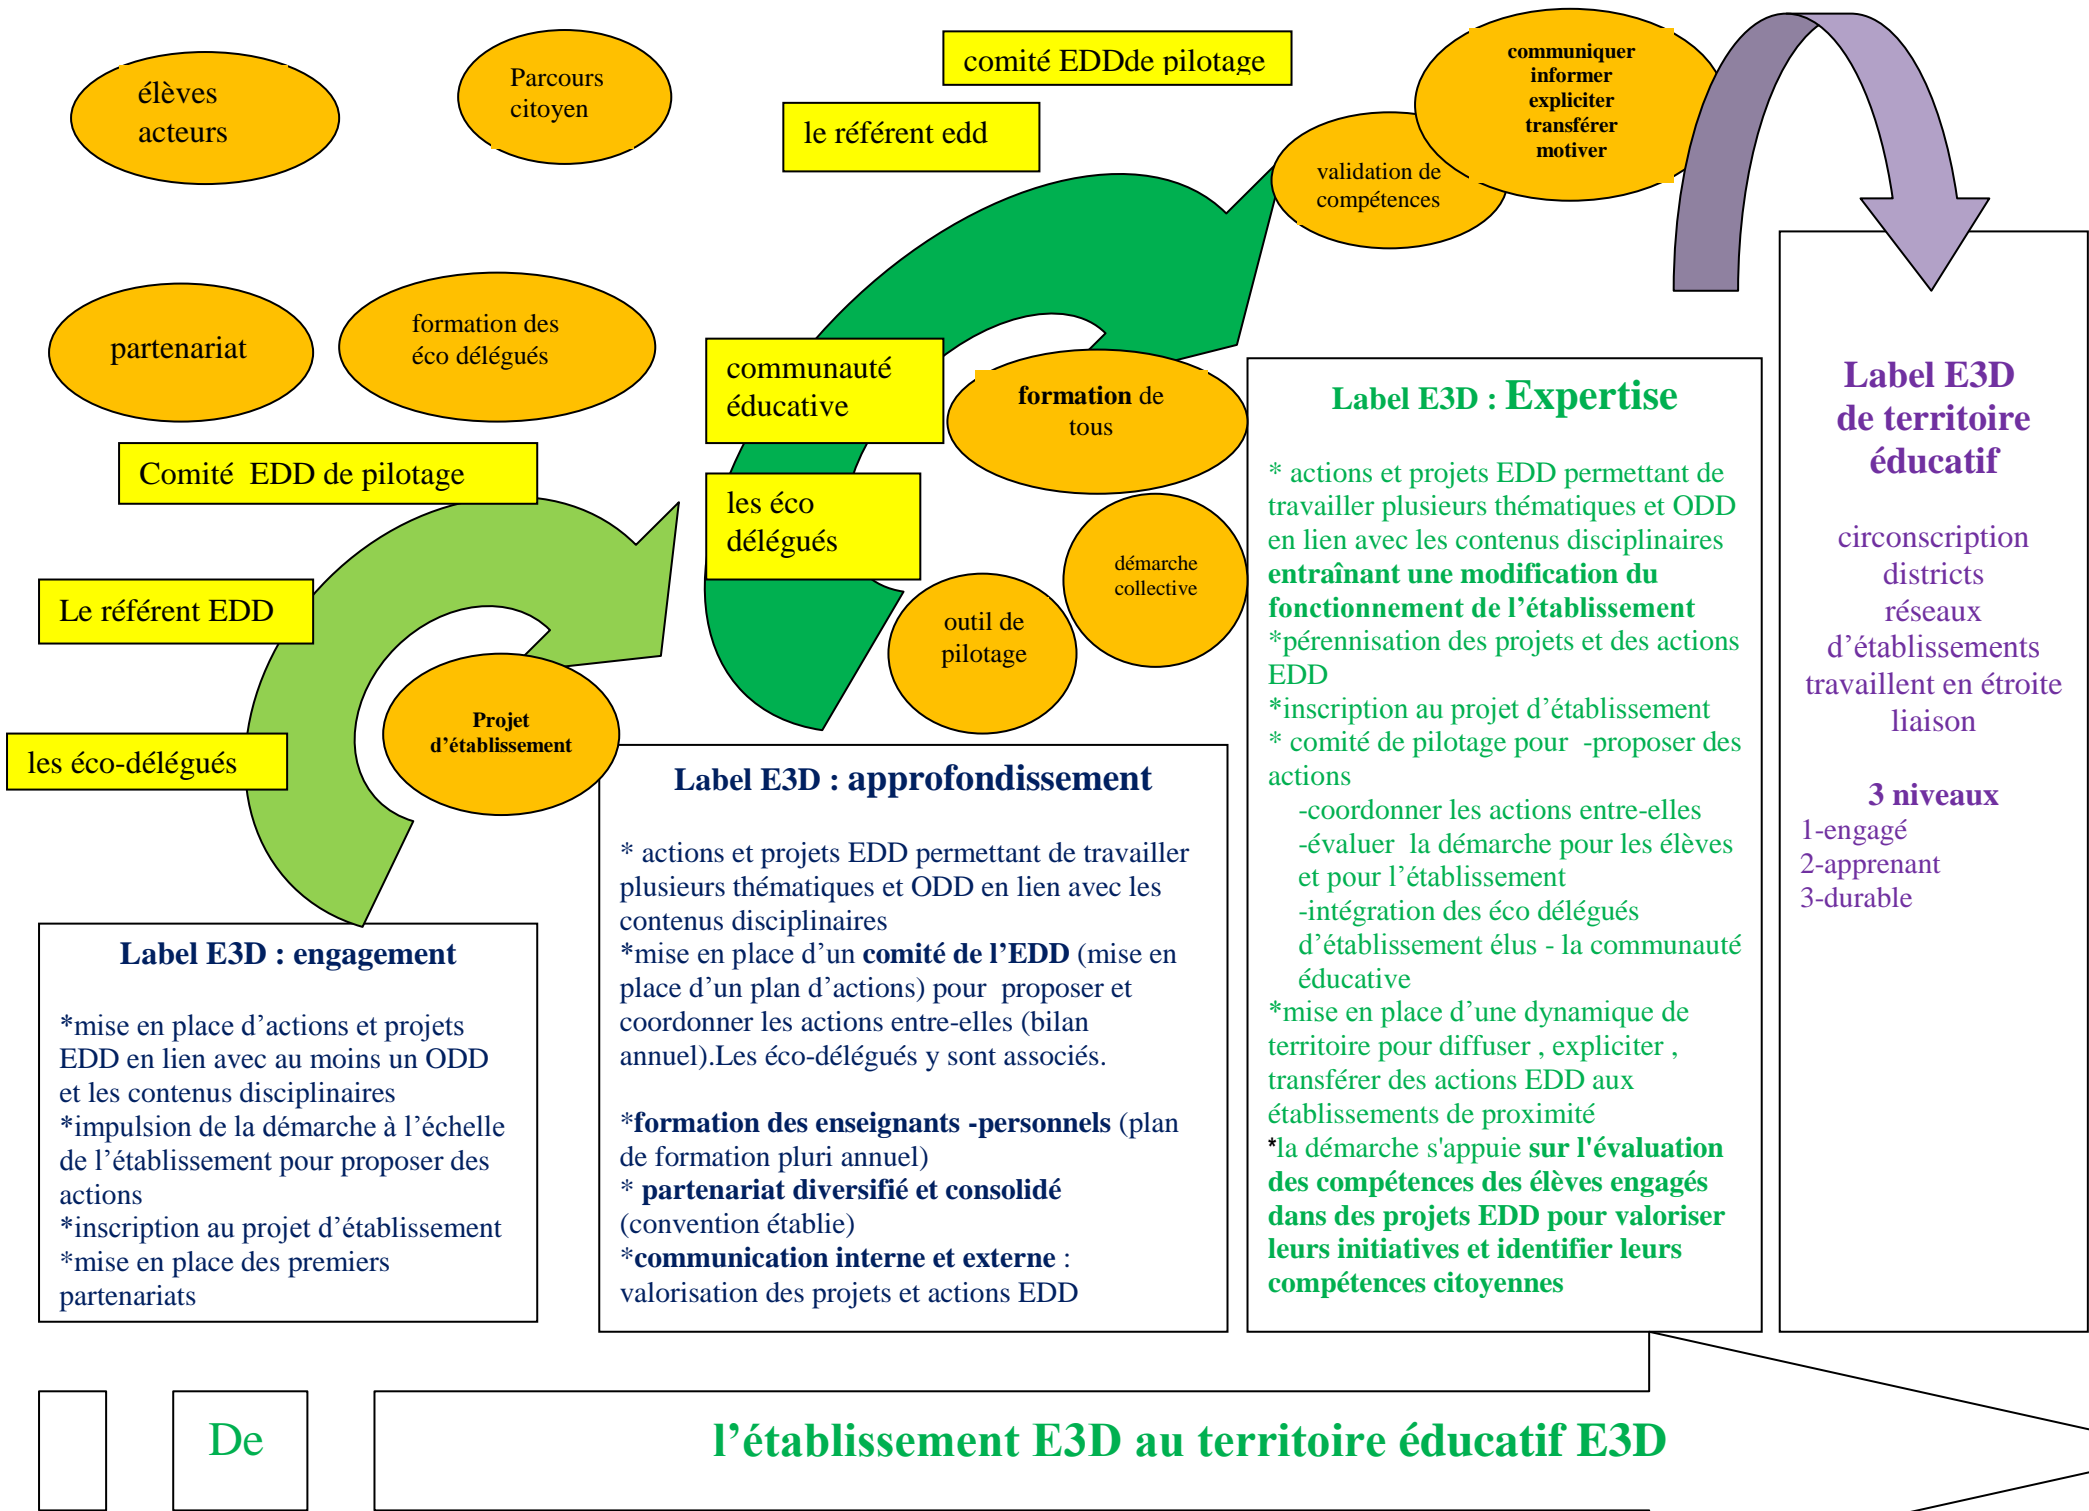 élèves
acteurs
Parcours
citoyen
comité EDDde pilotage
le référent edd
communiquer
informer
expliciter
transférer
motiver
validation de
compétences
partenariat
formation des
éco délégués
communauté
éducative
formation de
tous
Comité  EDD de pilotage
les éco
délégués
démarche
collective
Le référent EDD
outil de
pilotage
les éco-délégués
Projet
d’établissement
Label E3D : engagement
*mise en place d’actions et projets
EDD en lien avec au moins un ODD
et les contenus disciplinaires
*impulsion de la démarche à l’échelle
de l’établissement pour proposer des
actions
*inscription au projet d’établissement
*mise en place des premiers
partenariats
Label E3D : approfondissement
* actions et projets EDD permettant de travailler
plusieurs thématiques et ODD en lien avec les
contenus disciplinaires
*mise en place d’un comité de l’EDD (mise en
place d’un plan d’actions) pour  proposer et
coordonner les actions entre-elles (bilan
annuel).Les éco-délégués y sont associés.
*formation des enseignants -personnels (plan
de formation pluri annuel)
* partenariat diversifié et consolidé
(convention établie)
*communication interne et externe :
valorisation des projets et actions EDD
Label E3D : Expertise
* actions et projets EDD permettant de
travailler plusieurs thématiques et ODD
en lien avec les contenus disciplinaires
entraînant une modification du
fonctionnement de l’établissement
*pérennisation des projets et des actions
EDD
*inscription au projet d’établissement
* comité de pilotage pour  -proposer des
actions
-coordonner les actions entre-elles
-évaluer  la démarche pour les élèves
et pour l’établissement
-intégration des éco délégués
d’établissement élus - la communauté
éducative
*mise en place d’une dynamique de
territoire pour diffuser , expliciter ,
transférer des actions EDD aux
établissements de proximité
*la démarche s'appuie sur l'évaluation
des compétences des élèves engagés
dans des projets EDD pour valoriser
leurs initiatives et identifier leurs
compétences citoyennes
Label E3D
de territoire
éducatif
circonscription
districts
réseaux
d’établissements
travaillent en étroite
liaison
3 niveaux
1-engagé
2-apprenant
3-durable
De
l’établissement E3D au territoire éducatif E3D